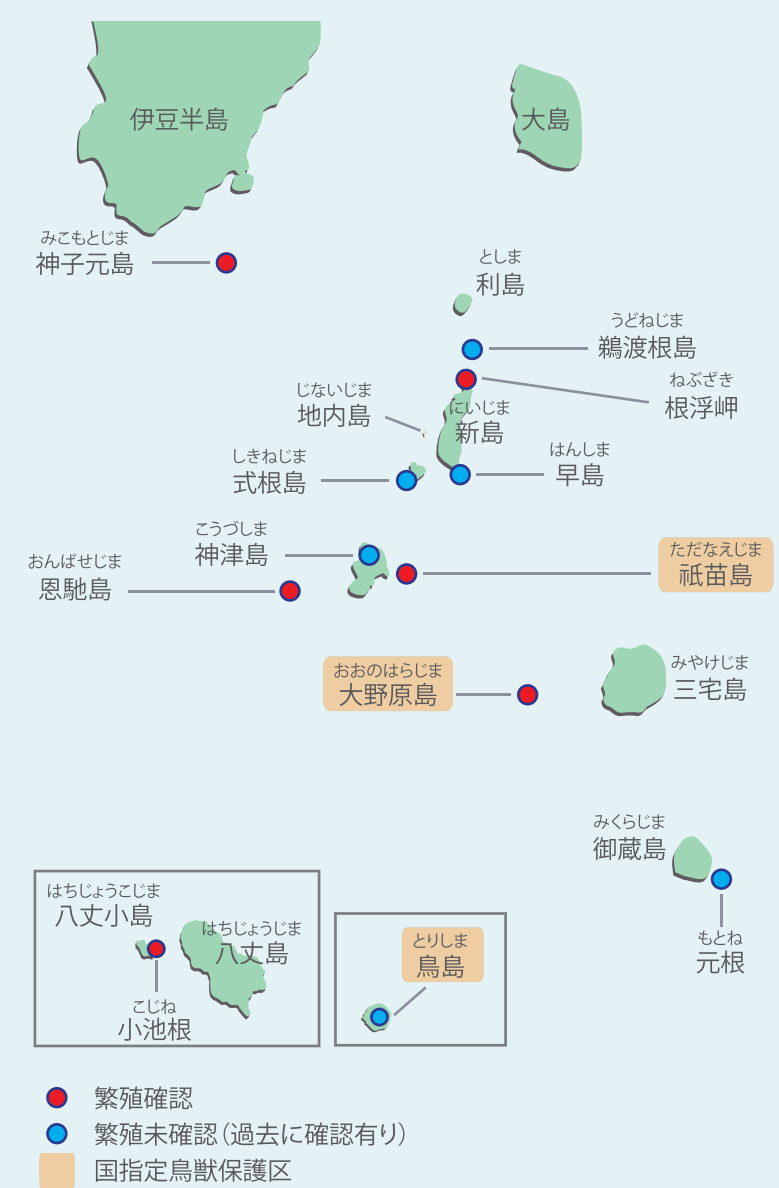 伊豆半島
大島
みこもとじま
神子元島
としま
利島
うどねじま
鵜渡根島
ねぶざき
根浮岬
じないじま
地内島
にいじま
新島
しきねじま
式根島
はんしま
早島
こうづしま
神津島
おんばせじま
恩馳島
ただなえじま
祇苗島
おおのはらじま
大野原島
みやけじま
三宅島
みくらじま
御蔵島
もとね
元根
はちじょうこじま
八丈小島
はちじょうじま
八丈島
こじね
小池根
とりしま
鳥島
繁殖確認
繁殖未確認（過去に確認有り）
国指定鳥獣保護区